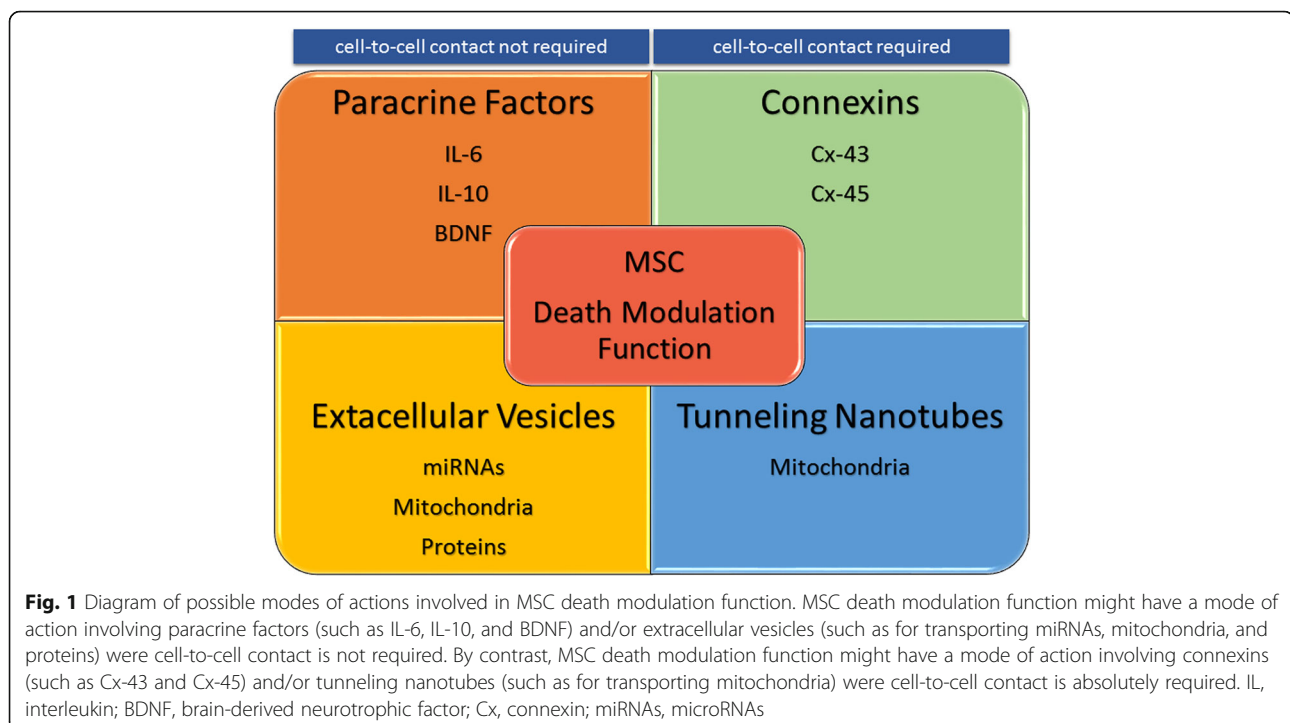 cell-to-cell contact not required
cell-to-cell contact required
Paracrine Factors
IL-6
IL-10
BDNF
Connexins
Cx-43
Cx-45
MSC
Death Modulation
Function
Extacellular Vesicles
miRNAs
Mitochondria
Proteins
Tunneling Nanotubes
Mitochondria
Fig. 1 Diagram of possible modes of actions involved in MSC death modulation function. MSC death modulation function might have a mode of
action involving paracrine factors (such as IL-6, IL-10, and BDNF) and/or extracellular vesicles (such as for transporting miRNAs, mitochondria, and
proteins) were cell-to-cell contact is not required. By contrast, MSC death modulation function might have a mode of action involving connexins
(such as Cx-43 and Cx-45) and/or tunneling nanotubes (such as for transporting mitochondria) were cell-to-cell contact is absolutely required. IL,
interleukin; BDNF, brain-derived neurotrophic factor; Cx, connexin; miRNAs, microRNAs